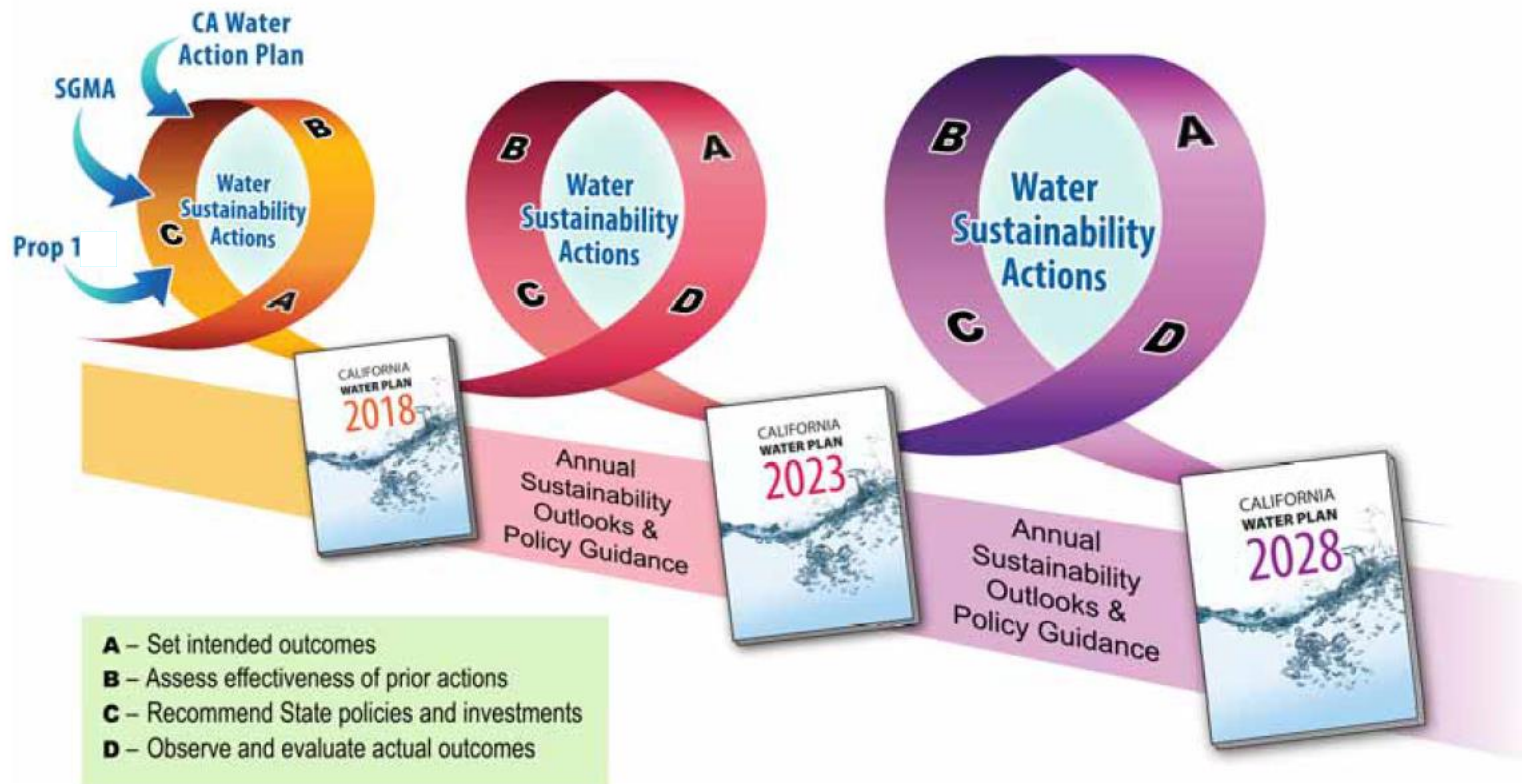 CA Water
Action Plan
SGMA
Prop 1
B
C
A
Water
Sustainability
Actions
B
A
C
D
Water
Sustainability
Actions
B
A
C
D
Water
Sustainability
Actions
CALIFORNIA
WATER PLAN
2018
Annual
Sustainability
Outlooks &
Policy Guidance
CALIFORNIA
WATER PLAN
2023
Annual
Sustainability
Outlooks &
Policy Guidance
CALIFORNIA
WATER PLAN
2028
A – Set intended outcomes
B – Assess effectiveness of prior actions
C – Recommend State policies and investments
D – Observe and evaluate actual outcomes